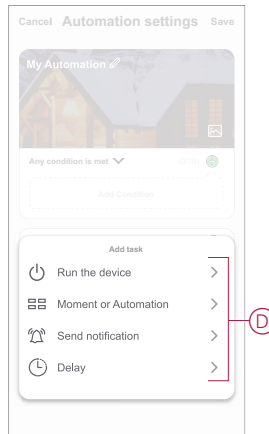 Cancel Automation settings Save
My Automation
Any condition is met
Add Condition
Add task
Run the device
Moment or Automation
Send notification
Delay
D